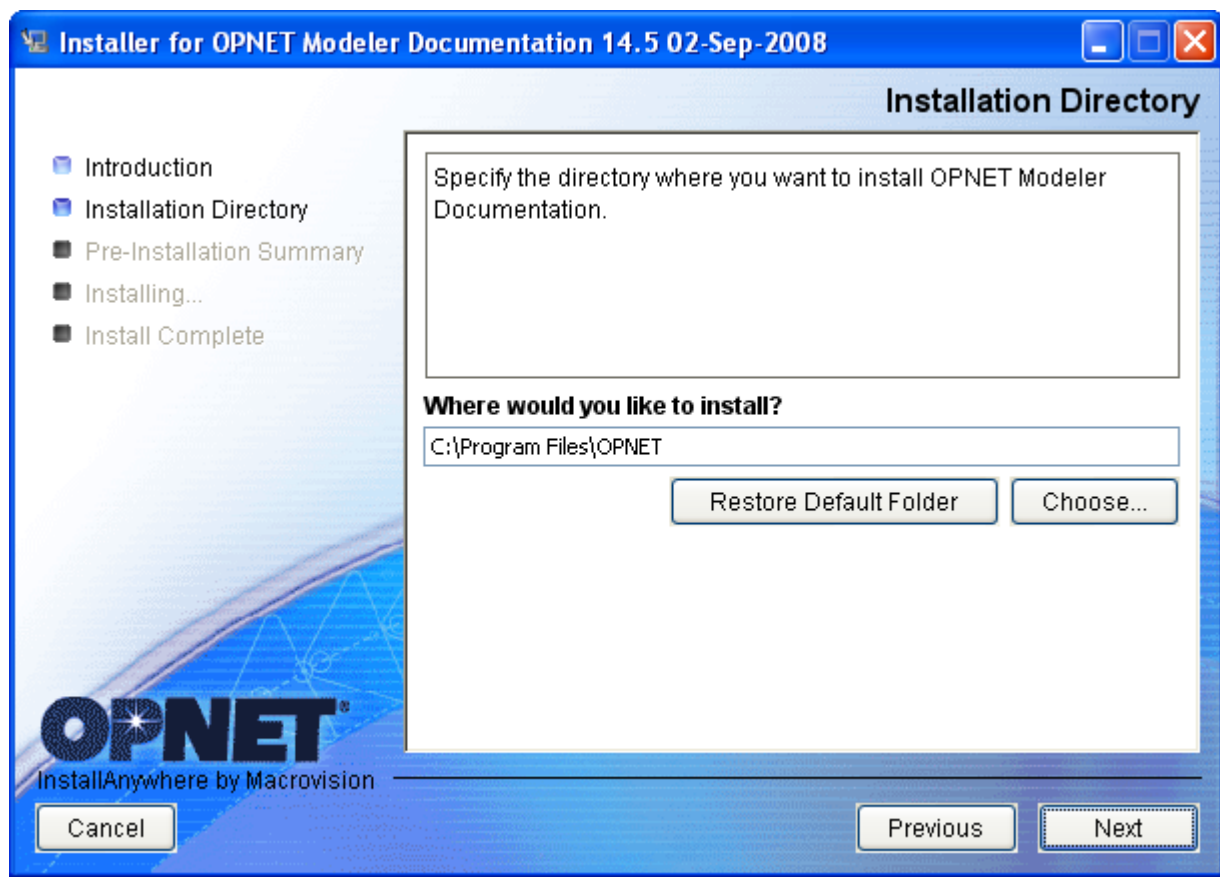 Installer for OPNET Modeler Documentation 14.5 02-Sep-2008
Installation Directory
Introduction
Installation Directory
Pre-Installation Summary
Installing...
Install Complete
Specify the directory where you want to install OPNET Modeler
Documentation.
Where would you like to install?
C:\Program Files\OPNET
Restore Default Folder
Choose...
OPNET®
InstallAnywhere by Macrovision
Cancel
Previous
Next